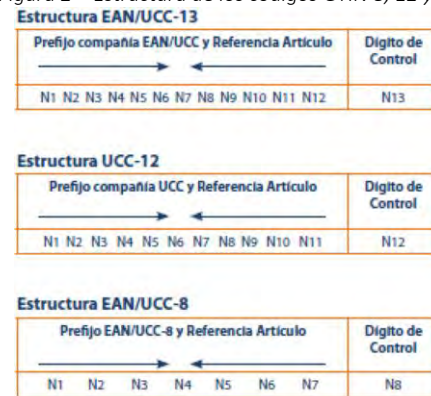 Estructura EAN/UCC-13
Prefijo compañía EAN/UCC y Referencia Artículo
Dígito de
Control
N1 N2 N3 N4 N5 N6 N7 N8 N9 N10 N11 N12
N13
Estructura UCC-12
Prefijo compañía UCC y Referencia Artículo
Dígito de
Control
N1 N2 N3 N4 N5 N6 N7 N8 N9 N10 N11
N12
Estructura EAN/UCC-8
Prefijo EAN/UCC-8 y Referencia Artículo
Dígito de
Control
N1 N2 N3 N4 N5 N6 N7
N8